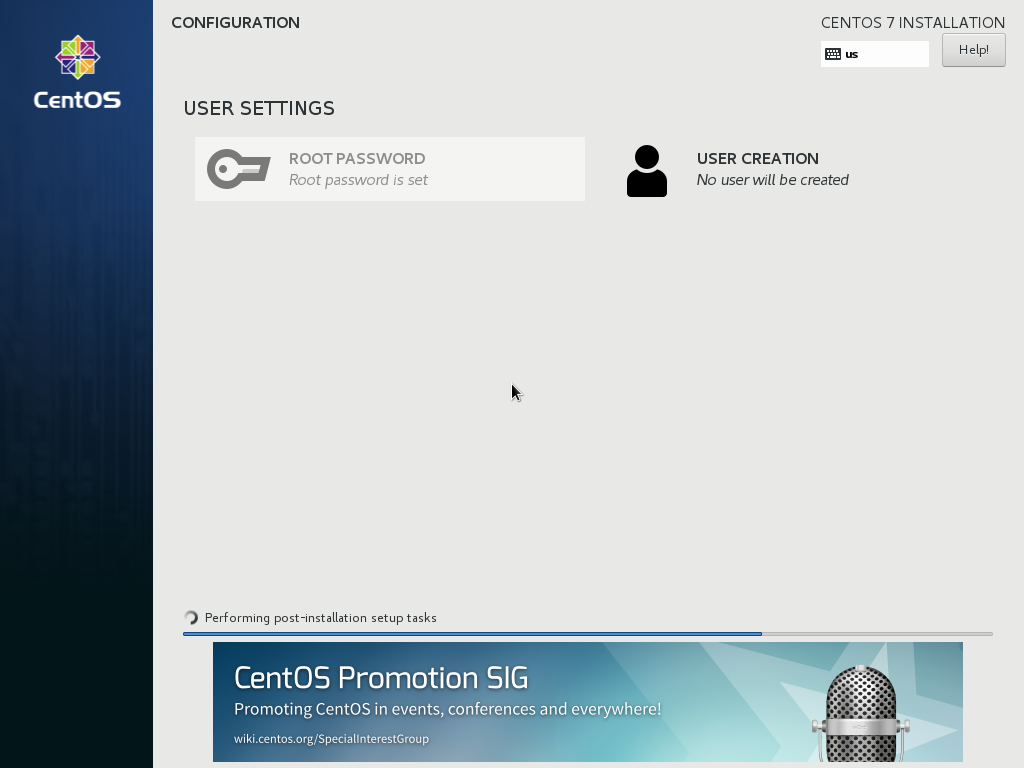 CONFIGURATION
CENTOS 7 INSTALLATION
us
Help!
CentOS
USER SETTINGS
ROOT PASSWORD
Root password is set
USER CREATION
No user will be created
Performing post-installation setup tasks
CentOS Promotion SIG
Promoting CentOS in events, conferences and everywhere!
wiki.centos.org/SpecialInterestGroup